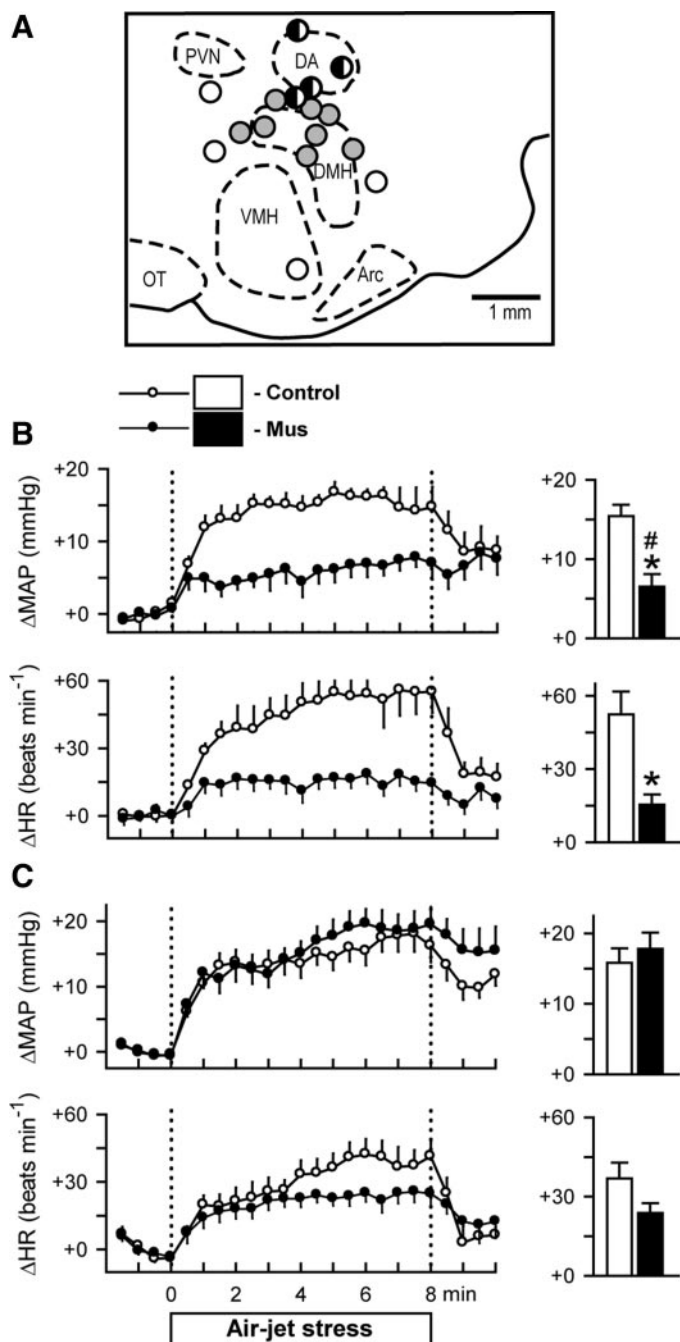 A
PVN
DA
DMH
VMH
OT
Arc
1 mm
- Control
- Mus
B
+20
+10
+0
ΔMAP (mmHg)
+20
+10
+0
#
*
+60
+30
+0
ΔHR (beats min⁻¹)
+60
+30
+0
*
C
+20
+10
+0
ΔMAP (mmHg)
+20
+10
+0
+60
+30
+0
ΔHR (beats min⁻¹)
+60
+30
+0
0 2 4 6 8 min
Air-jet stress